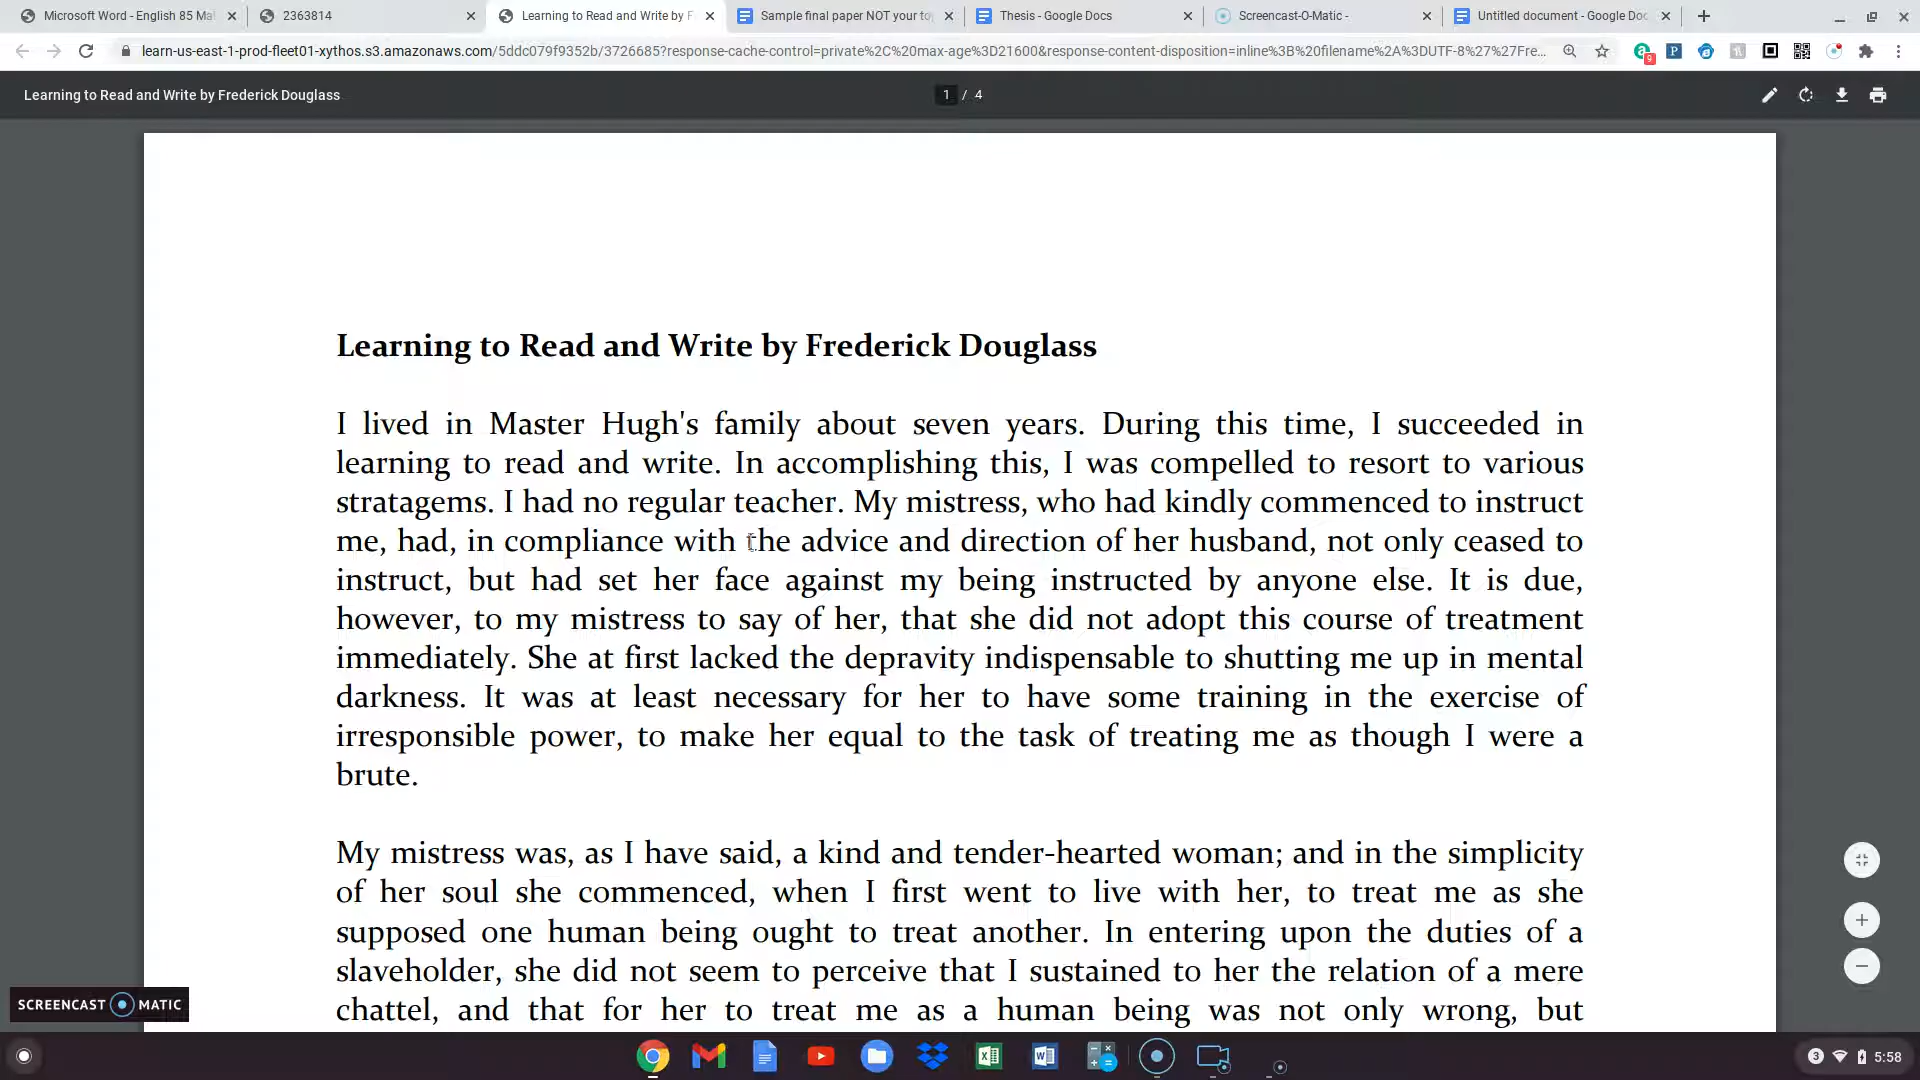 Microsoft Word - English 85 Ma
2363814
Learning to Read and Write by F
Sample final paper NOT your to
Thesis - Google Docs
Screencast-O-Matic -
Untitled document - Google Doc
learn-us-east-1-prod-fleet01-xythos.s3.amazonaws.com/5ddc079f9352b/3726685?response-cache-control=private%2C%20max-age%3D21600&response-content-disposition=inline%3B%20filename%2A%3DUTF-8%27%27Fre...
9
Learning to Read and Write by Frederick Douglass
1 / 4
Learning to Read and Write by Frederick Douglass
I lived in Master Hugh's family about seven years. During this time, I succeeded in
learning to read and write. In accomplishing this, I was compelled to resort to various
stratagems. I had no regular teacher. My mistress, who had kindly commenced to instruct
me, had, in compliance with the advice and direction of her husband, not only ceased to
instruct, but had set her face against my being instructed by anyone else. It is due,
however, to my mistress to say of her, that she did not adopt this course of treatment
immediately. She at first lacked the depravity indispensable to shutting me up in mental
darkness. It was at least necessary for her to have some training in the exercise of
irresponsible power, to make her equal to the task of treating me as though I were a
brute.
My mistress was, as I have said, a kind and tender-hearted woman; and in the simplicity
of her soul she commenced, when I first went to live with her, to treat me as she
supposed one human being ought to treat another. In entering upon the duties of a
slaveholder, she did not seem to perceive that I sustained to her the relation of a mere
chattel, and that for her to treat me as a human being was not only wrong, but
SCREENCAST MATIC
3
5:58